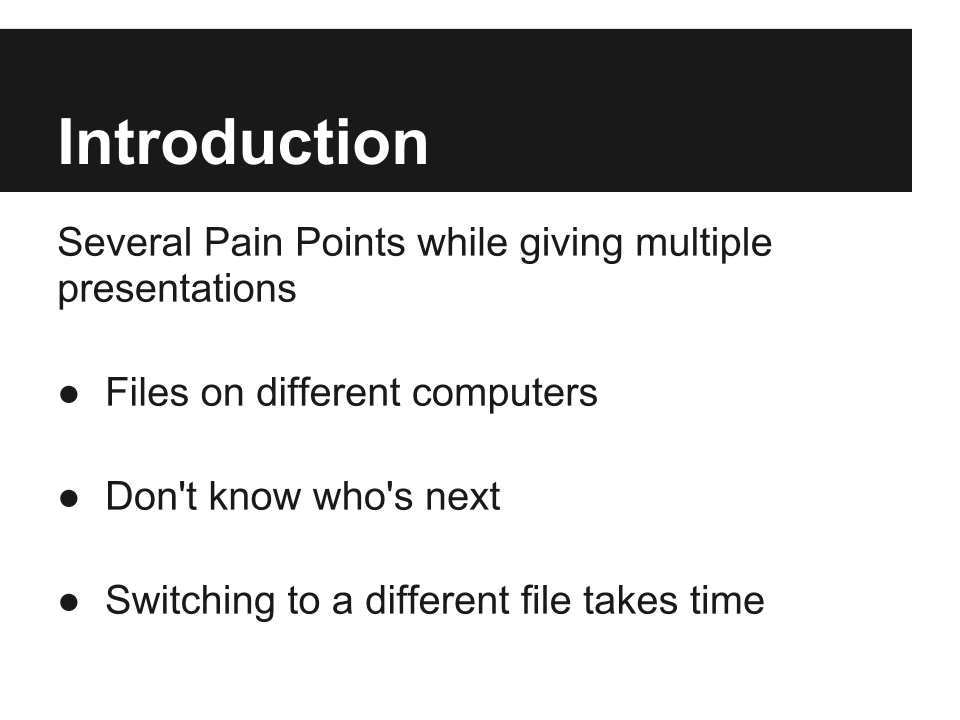 Introduction
Several Pain Points while giving multiple
presentations
● Files on different computers
● Don't know who's next
● Switching to a different file takes time